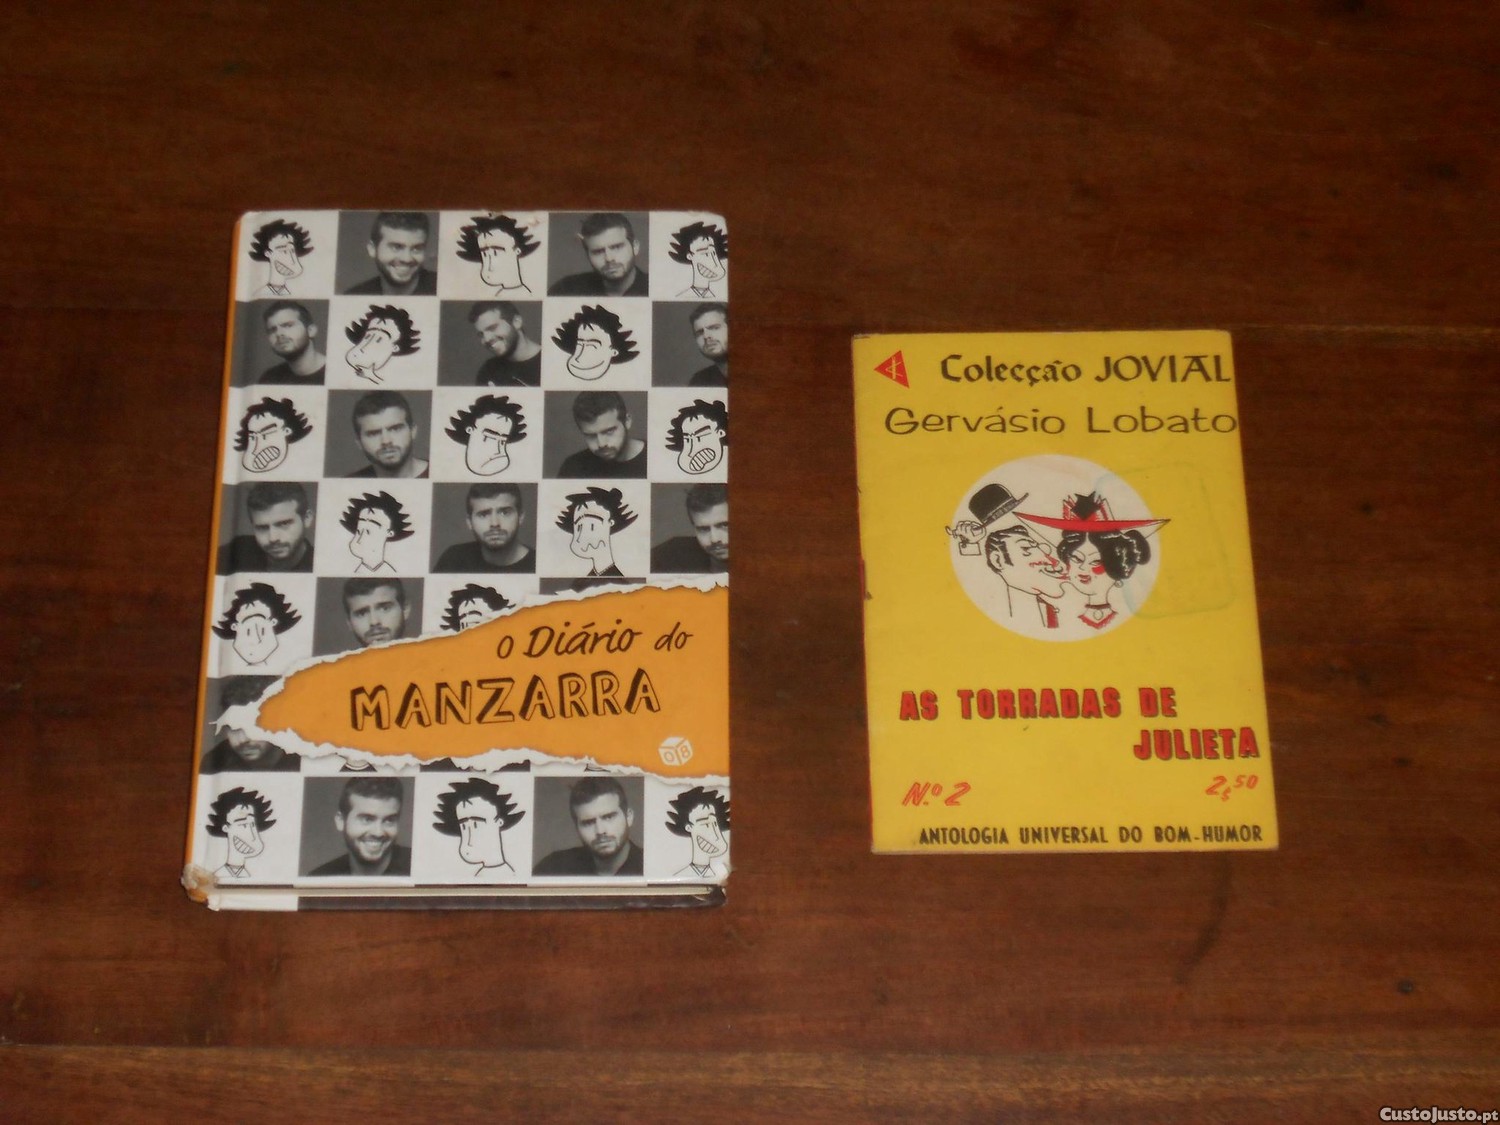 O Diário do
MANZARRA
Colecção JOVIAL
Gervásio Lobato
AS TORRADAS DE
JULIETA
N.º 2
2$50
ANTOLOGIA UNIVERSAL DO BOM-HUMOR
CustoJusto.pt